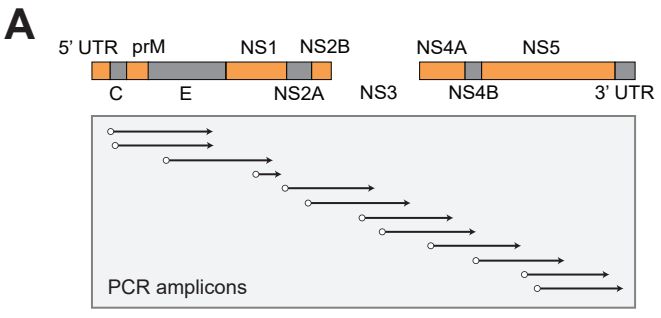 A
5' UTR prM NS1 NS2B NS4A NS5
C E NS2A NS3 NS4B 3' UTR
PCR amplicons